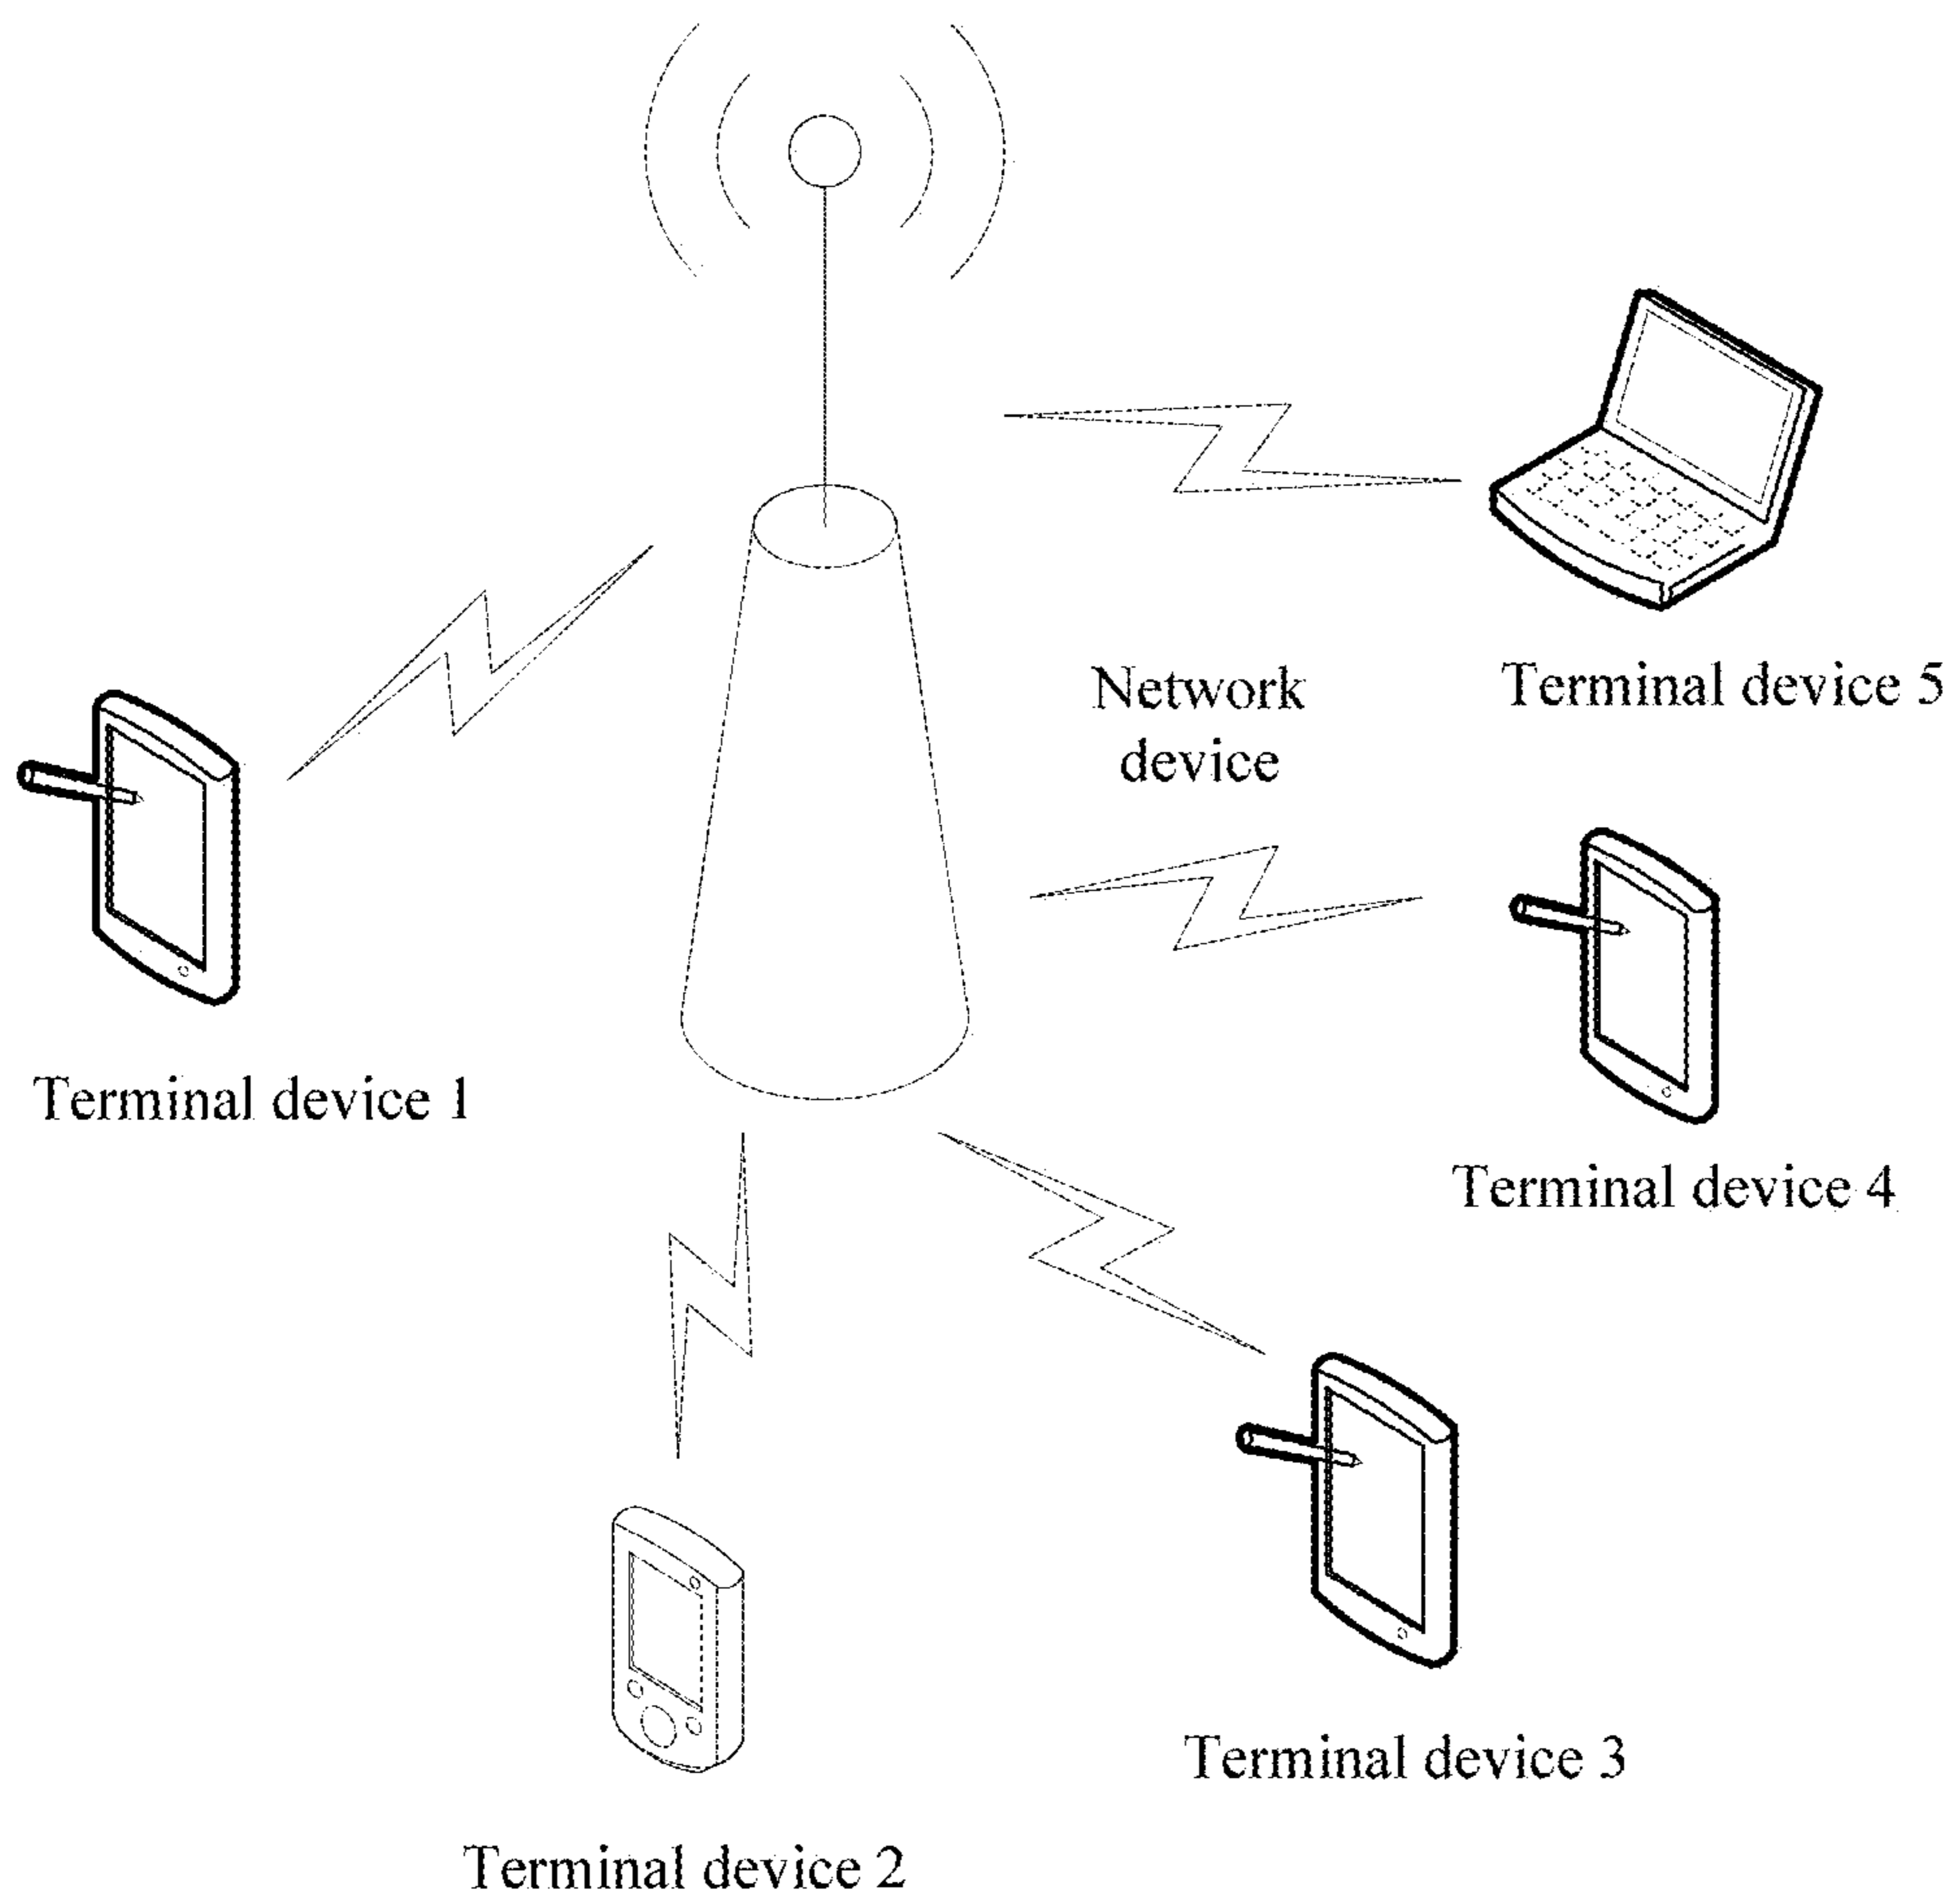 Network
device
Terminal device 5
Terminal device 1
Terminal device 4
Terminal device 3
Terminal device 2